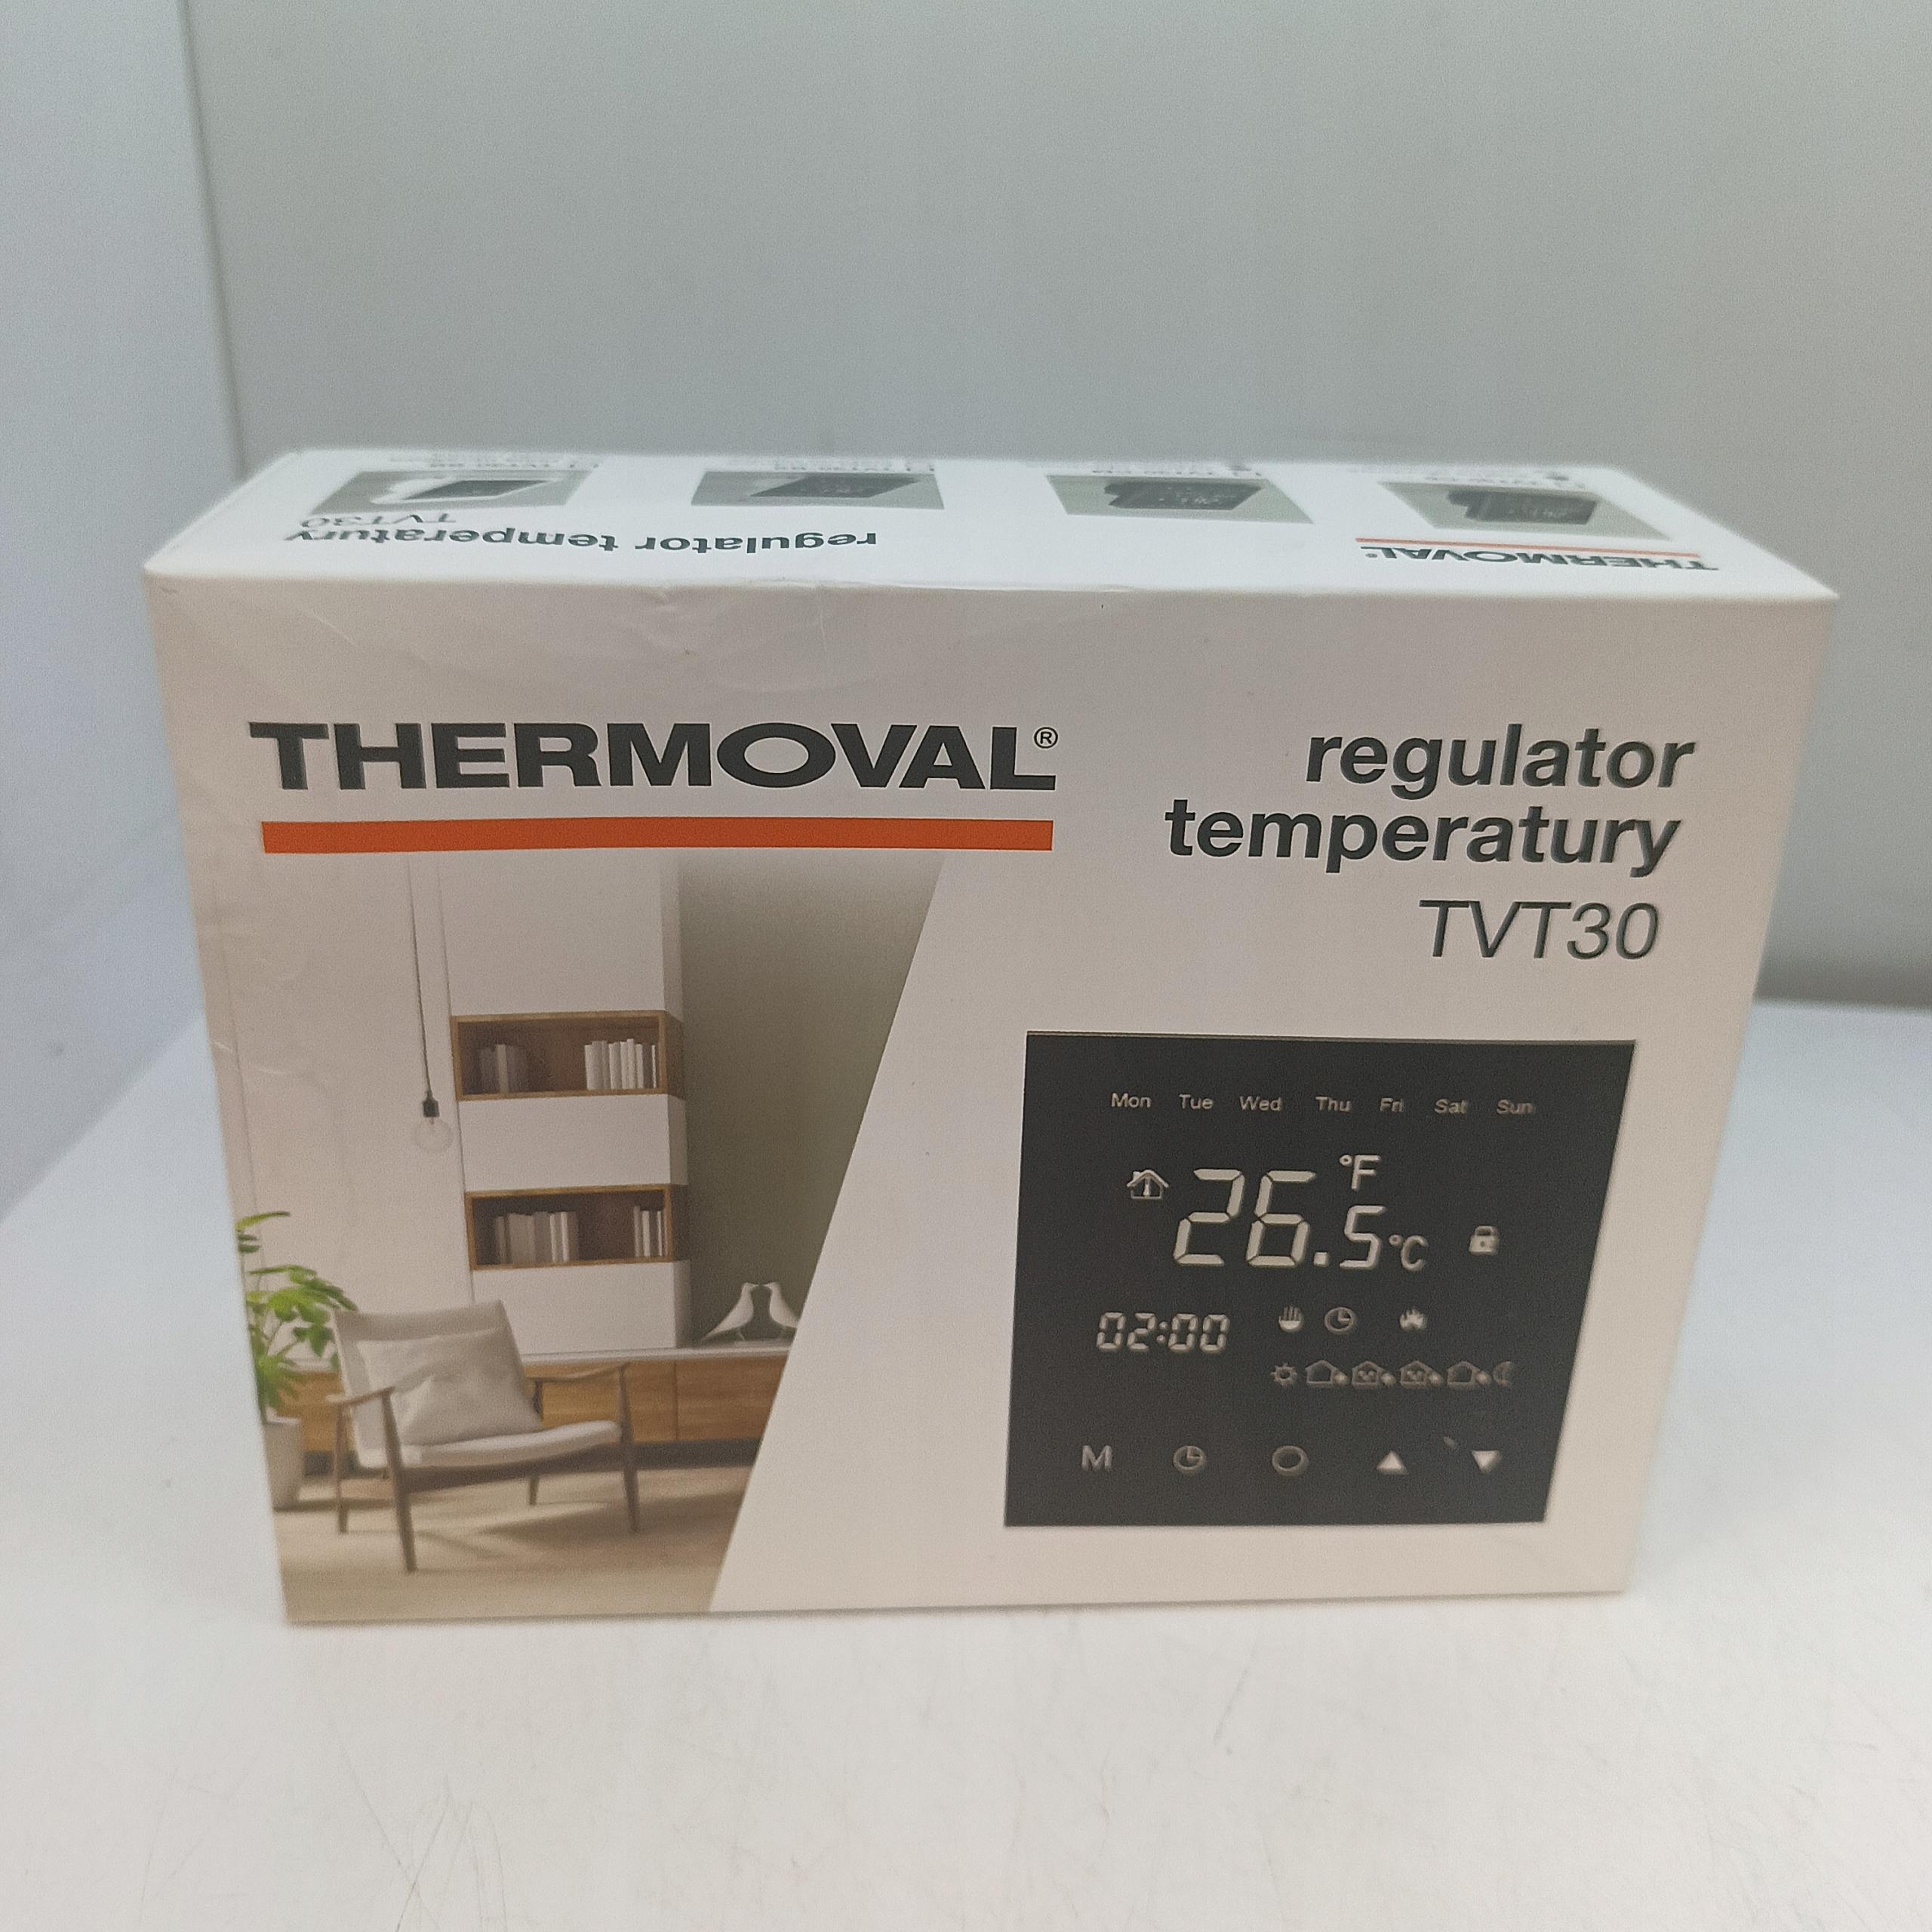 TVT30
regulator temperatury
THERMOVAL®
THERMOVAL®
regulator
temperatury
TVT30
Mon Tue Wed Thu Fri Sat Sun
°F
26.5°C
02:00
M